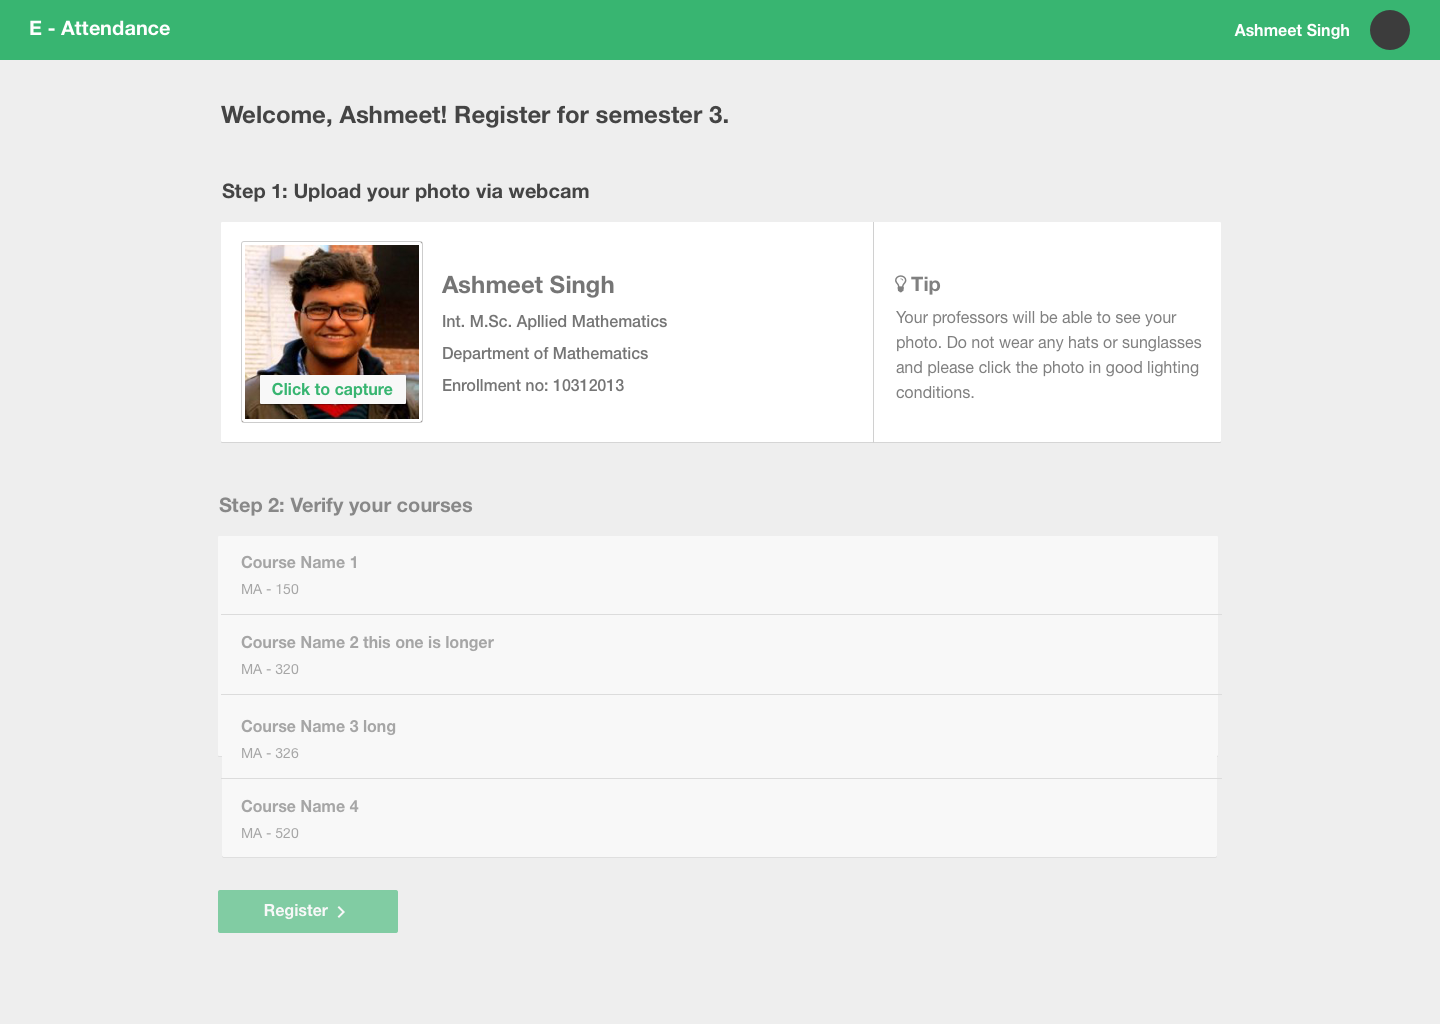 E - Attendance
Ashmeet Singh
Welcome, Ashmeet! Register for semester 3.
Step 1: Upload your photo via webcam
Click to capture
Ashmeet Singh
Int. M.Sc. Apllied Mathematics
Department of Mathematics
Enrollment no: 10312013
Tip
Your professors will be able to see your
photo. Do not wear any hats or sunglasses
and please click the photo in good lighting
conditions.
Step 2: Verify your courses
Course Name 1
MA - 150
Course Name 2 this one is longer
MA - 320
Course Name 3 long
MA - 326
Course Name 4
MA - 520
Register